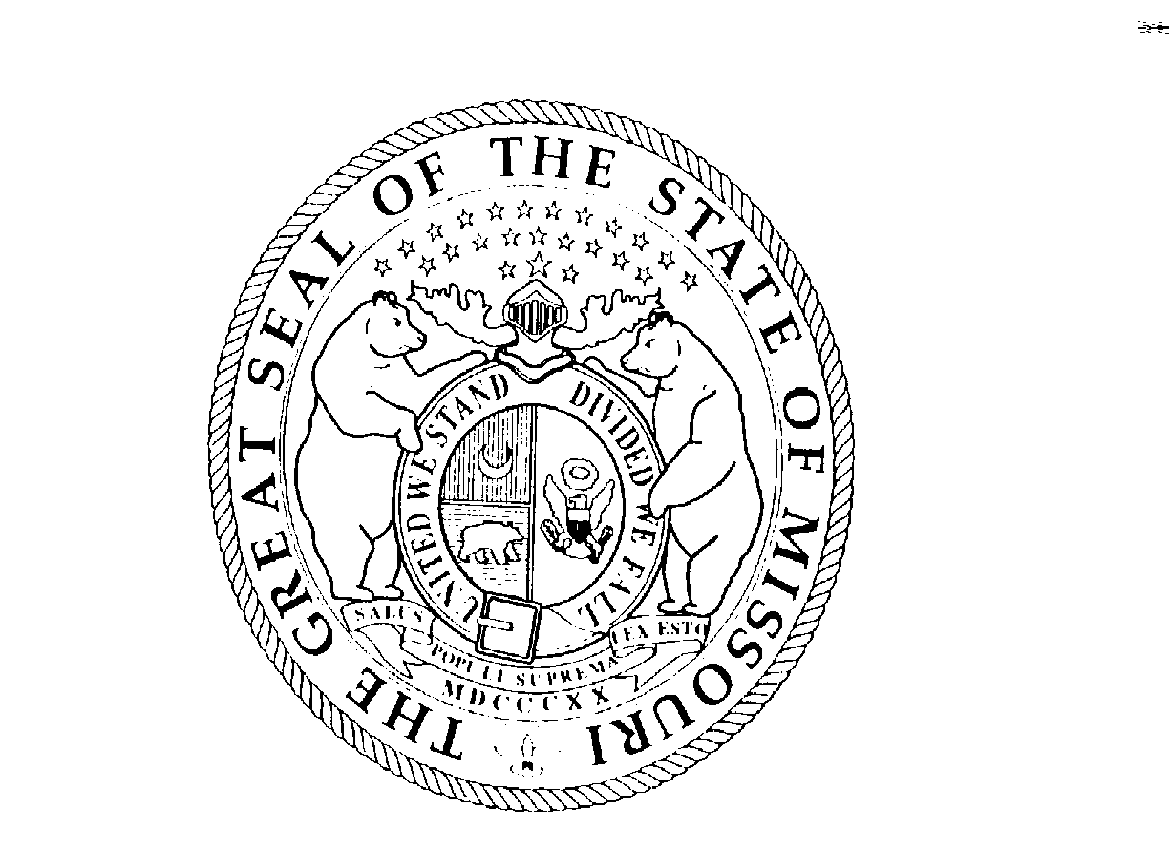 THE GREAT SEAL OF THE STATE OF MISSOURI
UNITED WE STAND DIVIDED WE FALL
SALUS POPULI SUPREMA LEX ESTO
MDCCCXX